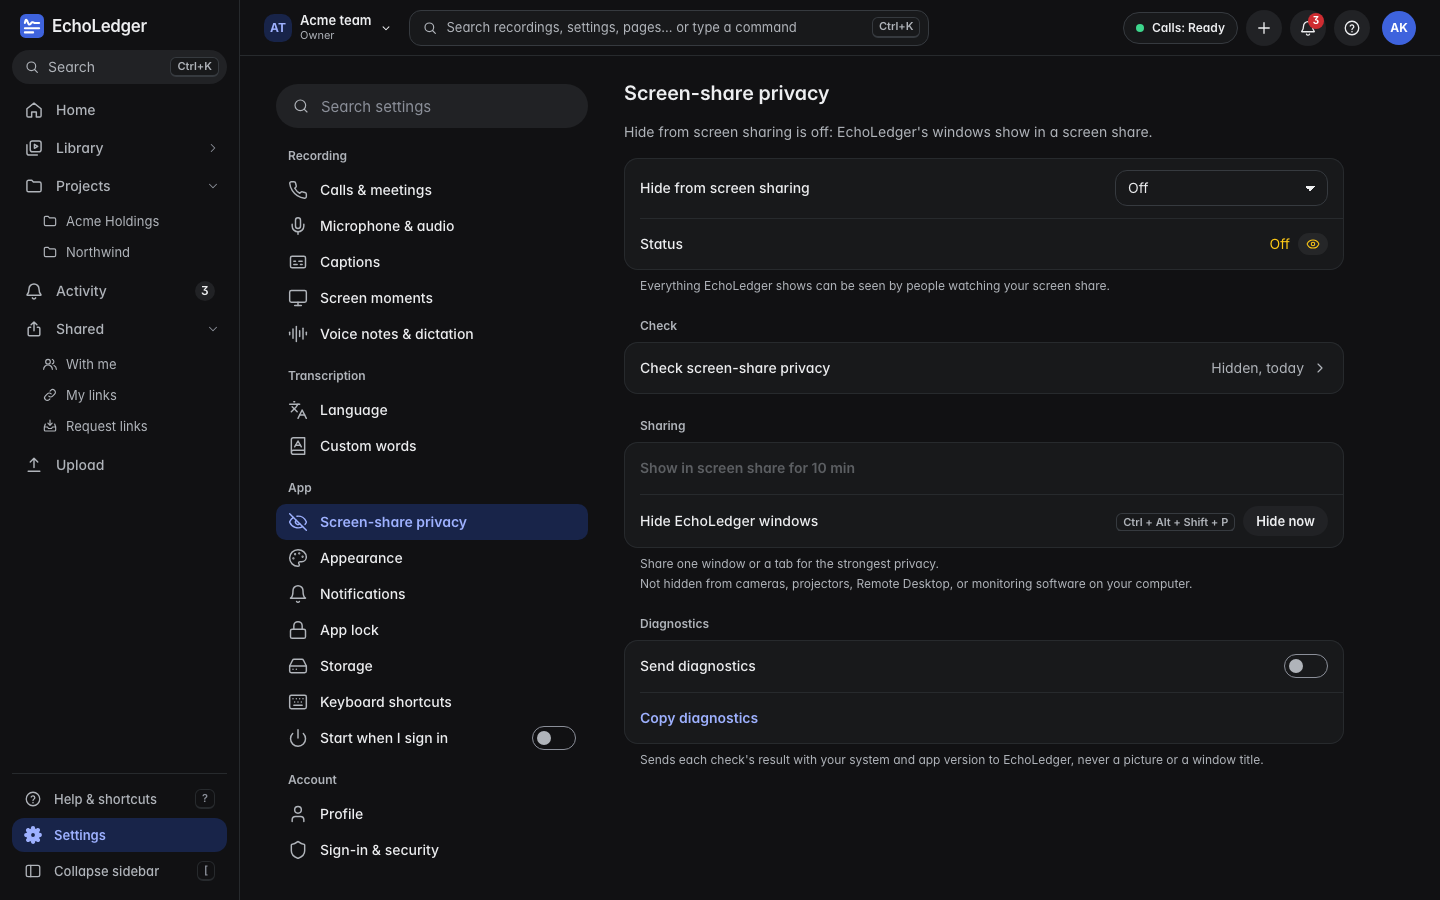 EchoLedger
Search
Ctrl+K
Home
Library
Projects
Acme Holdings
Northwind
Activity
3
Shared
With me
My links
Request links
Upload
Help & shortcuts
?
Settings
Collapse sidebar
[
AT
Acme team
Owner
Search recordings, settings, pages... or type a command
Ctrl+K
Calls: Ready
3
AK
Search settings
Recording
Calls & meetings
Microphone & audio
Captions
Screen moments
Voice notes & dictation
Transcription
Language
Custom words
App
Screen-share privacy
Appearance
Notifications
App lock
Storage
Keyboard shortcuts
Start when I sign in
Account
Profile
Sign-in & security
Screen-share privacy
Hide from screen sharing is off: EchoLedger's windows show in a screen share.
Hide from screen sharing
Off
Status
Off
Everything EchoLedger shows can be seen by people watching your screen share.
Check
Check screen-share privacy
Hidden, today
Sharing
Show in screen share for 10 min
Hide EchoLedger windows
Ctrl + Alt + Shift + P
Hide now
Share one window or a tab for the strongest privacy.
Not hidden from cameras, projectors, Remote Desktop, or monitoring software on your computer.
Diagnostics
Send diagnostics
Copy diagnostics
Sends each check's result with your system and app version to EchoLedger, never a picture or a window title.